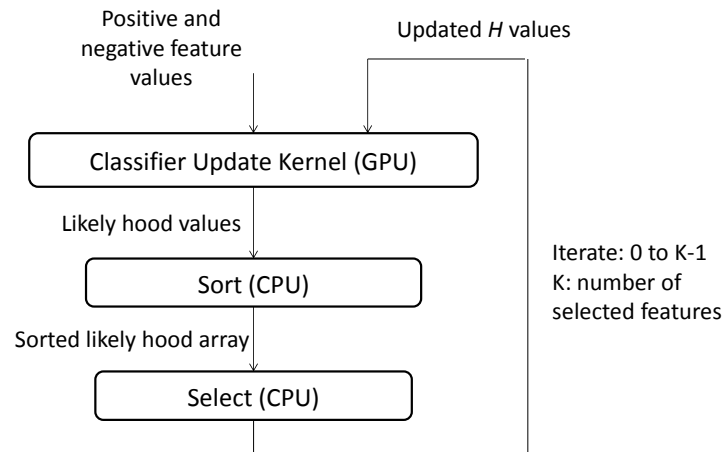 Positive and
negative feature
values
Updated H values
Classifier Update Kernel (GPU)
Likely hood values
Sort (CPU)
Iterate: 0 to K-1
K: number of
selected features
Sorted likely hood array
Select (CPU)